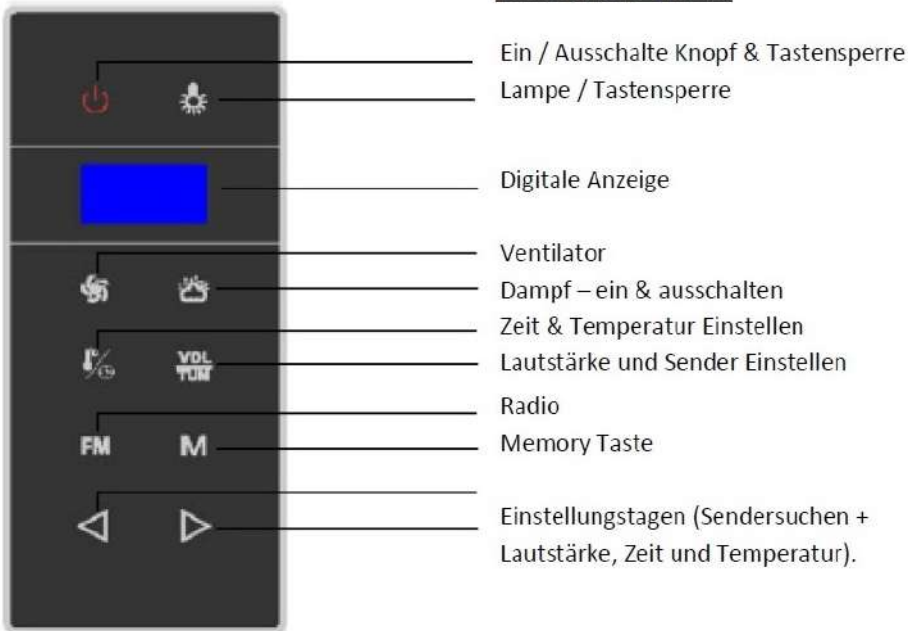 Ein / Ausschalte Knopf & Tastensperre
Lampe / Tastensperre
Digitale Anzeige
Ventilator
Dampf – ein & ausschalten
Zeit & Temperatur Einstellen
VOL
TUM
Lautstärke und Sender Einstellen
Radio
FM M
Memory Taste
Einstellungstagen (Sendersuchen +
Lautstärke, Zeit und Temperatur).